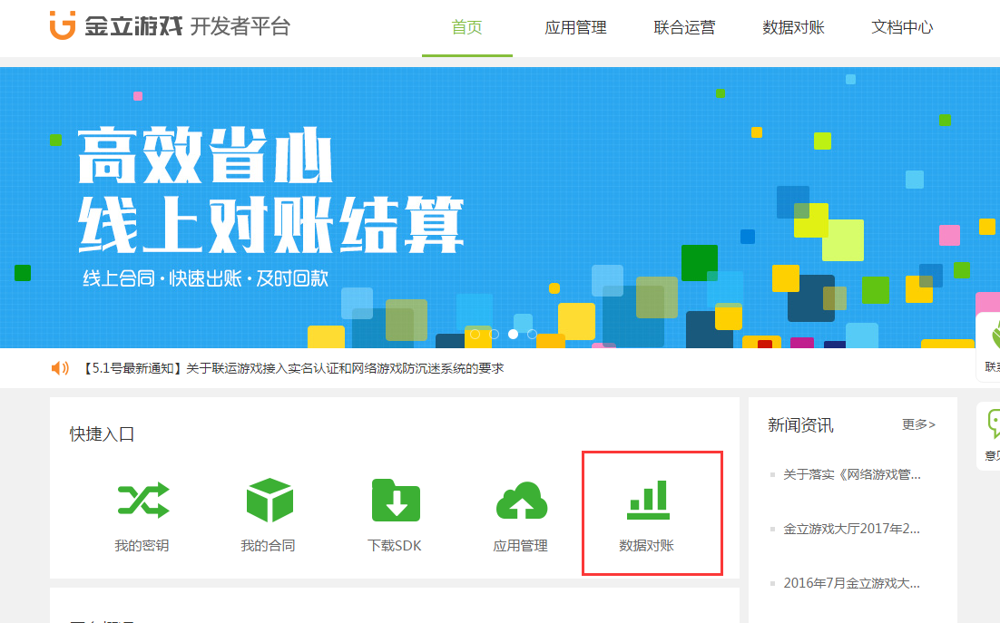 金立游戏 开发者平台
首页 应用管理 联合运营 数据对账 文档中心
高效省心
线上对账结算
线上合同·快速出账·及时回款
【5.1号最新通知】关于联运游戏接入实名认证和网络游戏防沉迷系统的要求
快捷入口
我的密钥 我的合同 下载SDK 应用管理 数据对账
新闻资讯 更多>
关于落实《网络游戏管...
金立游戏大厅2017年2...
2016年7月金立游戏大...
联系
意见